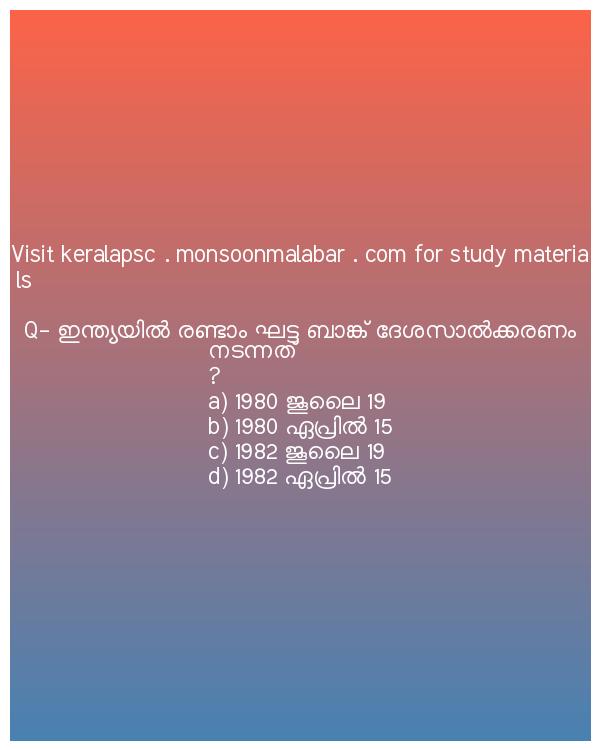 Visit keralapsc . monsoonmalabar . com for study materia
ls
Q- ഇന്ത്യയിൽ രണ്ടാം ഘട്ട ബാങ്ക് ദേശസാൽക്കരണം
നടന്നത്
?
a) 1980 ജൂലൈ 19
b) 1980 ഏപ്രിൽ 15
c) 1982 ജൂലൈ 19
d) 1982 ഏപ്രിൽ 15